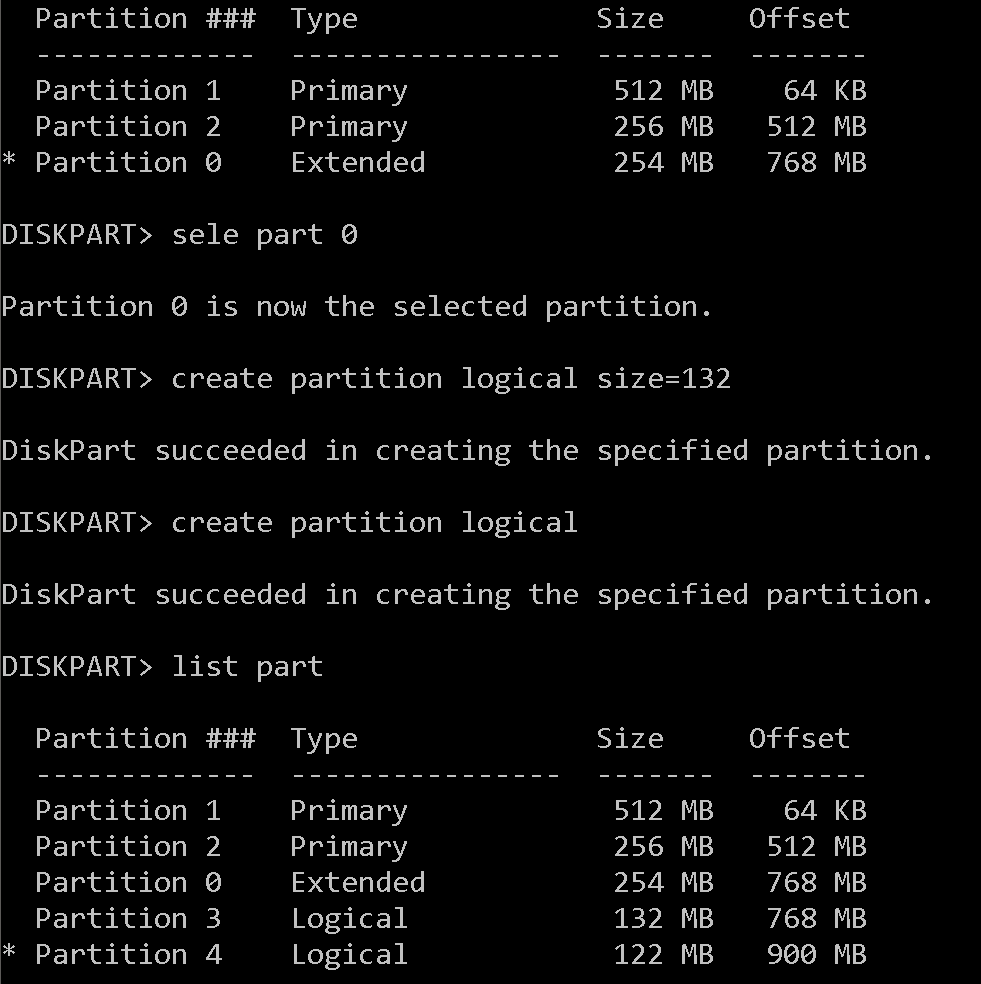 Partition ###  Type              Size     Offset
  -------------  ----------------  -------  -------
  Partition 1    Primary            512 MB    64 KB
  Partition 2    Primary            256 MB   512 MB
* Partition 0    Extended           254 MB   768 MB
DISKPART> sele part 0
Partition 0 is now the selected partition.
DISKPART> create partition logical size=132
DiskPart succeeded in creating the specified partition.
DISKPART> create partition logical
DiskPart succeeded in creating the specified partition.
DISKPART> list part
  Partition ###  Type              Size     Offset
  -------------  ----------------  -------  -------
  Partition 1    Primary            512 MB    64 KB
  Partition 2    Primary            256 MB   512 MB
  Partition 0    Extended           254 MB   768 MB
  Partition 3    Logical            132 MB   768 MB
* Partition 4    Logical            122 MB   900 MB